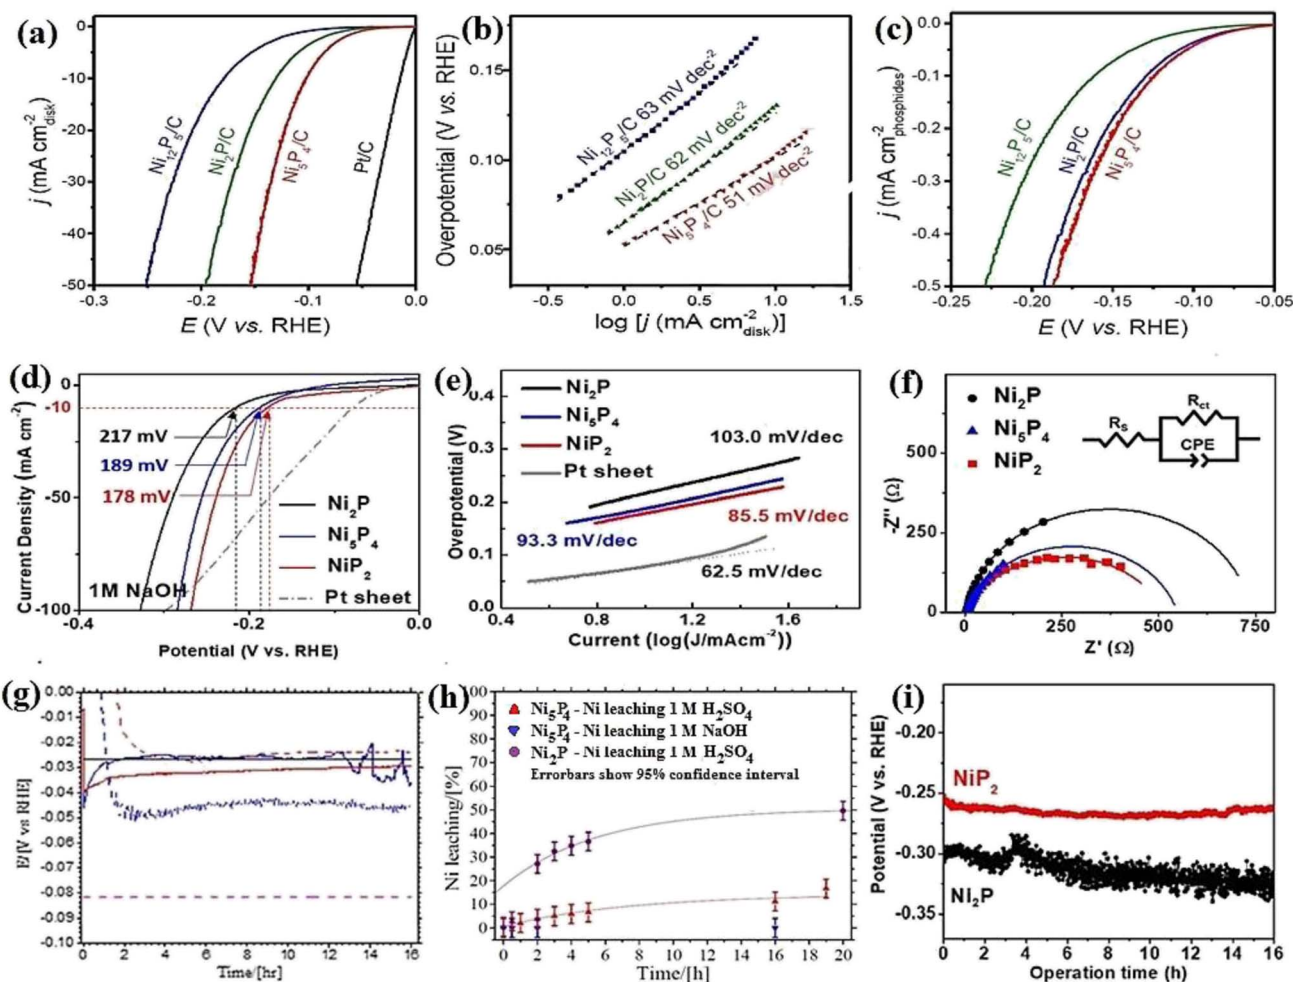 (a)
0
-10
-20
-30
-40
-50
j (mA cm⁻²disk)
Ni₁₂P₅/C
Ni₂P/C
Ni₅P₄/C
Pt/C
-0.3
-0.2
-0.1
0.0
E (V vs. RHE)
(b)
0.15
0.10
0.05
Overpotential (V vs. RHE)
Ni₁₂P₅/C 63 mV dec⁻²
Ni₂P/C 62 mV dec⁻²
Ni₅P₄/C 51 mV dec⁻²
-0.5
0.0
0.5
1.0
1.5
log [j (mA cm⁻²disk)]
(c)
0.0
-0.1
-0.2
-0.3
-0.4
-0.5
j (mA cm⁻²phosphides)
Ni₁₂P₅/C
Ni₂P/C
Ni₅P₄/C
-0.25
-0.20
-0.15
-0.10
-0.05
E (V vs. RHE)
(d)
0
-10
-50
-100
Current Density (mA cm⁻²)
217 mV
189 mV
178 mV
Ni₂P
Ni₅P₄
NiP₂
Pt sheet
1M NaOH
-0.4
-0.2
0.0
Potential (V vs. RHE)
(e)
0.4
0.3
0.2
0.1
0.0
Overpotential (V)
Ni₂P
Ni₅P₄
NiP₂
Pt sheet
103.0 mV/dec
85.5 mV/dec
93.3 mV/dec
62.5 mV/dec
0.4
0.8
1.2
1.6
Current (log(J/mAcm⁻²))
(f)
-500
-250
0
-Z'' (Ω)
Ni₂P
Ni₅P₄
NiP₂
Rs
Rct
CPE
0
250
500
750
Z' (Ω)
(g)
0.00
-0.01
-0.02
-0.03
-0.04
-0.05
-0.06
-0.07
-0.08
-0.09
-0.10
E/[V vs RHE]
0
2
4
6
8
10
12
14
16
Time/[hr]
(h)
100
90
80
70
60
50
40
30
20
10
0
Ni leaching/[%]
Ni₅P₄ - Ni leaching 1 M H₂SO₄
Ni₅P₄ - Ni leaching 1 M NaOH
Ni₂P - Ni leaching 1 M H₂SO₄
Errorbars show 95% confidence interval
0
2
4
6
8
10
12
14
16
18
20
Time/[h]
(i)
-0.20
-0.25
-0.30
-0.35
Potential (V vs. RHE)
NiP₂
Ni₂P
0
2
4
6
8
10
12
14
16
Operation time (h)